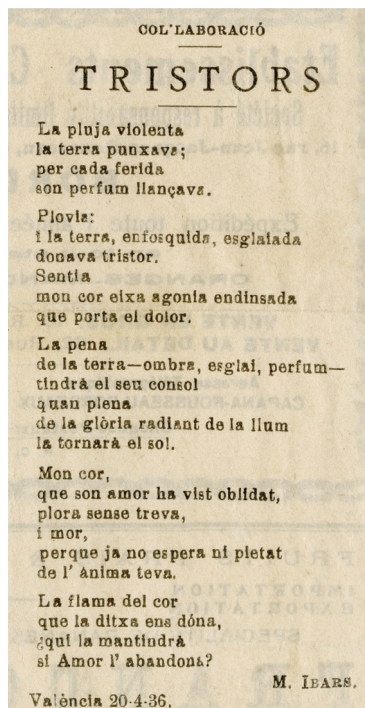 COL'LABORACIÓ
TRISTORS
La pluja violenta
la terra punxava;
per cada ferida
son perfum llançava.
Plovia:
i la terra, enfosquida, esglaiada
donava tristor.
Sentia
mon cor eixa agonia endinsada
que porta el dolor.
La pena
de la terra—ombra, esglai, perfum—
tindrà el seu consol
quan plena
de la glòria radiant de la llum
la tornarà el sol.
Mon cor,
que son amor ha vist oblidat,
plora sense treva,
i mor,
perque ja no espera ni pietat
de l' ànima teva.
La flama del cor
que la ditxa ens dóna,
¿qui la mantindrà
si Amor l' abandona?
M. IBARS.
València 20-4-36.